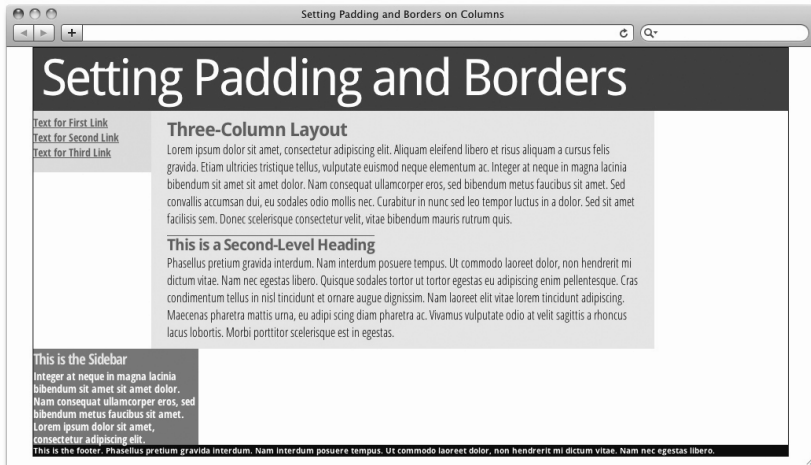 Setting Padding and Borders on Columns
Setting Padding and Borders
Text for First Link
Text for Second Link
Text for Third Link
Three-Column Layout
Lorem ipsum dolor sit amet, consectetur adipiscing elit. Aliquam eleifend libero et risus aliquam a cursus felis
gravida. Etiam ultricies tristique tellus, vulputate euismod neque elementum ac. Integer at neque in magna lacinia
bibendum sit amet sit amet dolor. Nam consequat ullamcorper eros, sed bibendum metus faucibus sit amet. Sed
convallis accumsan dui, eu sodales odio mollis nec. Curabitur in nunc sed leo tempor luctus in a dolor. Sed sit amet
facilisis sem. Donec scelerisque consectetur velit, vitae bibendum mauris rutrum quis.
This is a Second-Level Heading
Phasellus pretium gravida interdum. Nam interdum posuere tempus. Ut commodo laoreet dolor, non hendrerit mi
dictum vitae. Nam nec egestas libero. Quisque sodales tortor ut tortor egestas eu adipiscing enim pellentesque. Cras
condimentum tellus in nisl tincidunt et ornare augue dignissim. Nam laoreet elit vitae lorem tincidunt adipiscing.
Maecenas pharetra mattis urna, eu adipi scing diam pharetra ac. Vivamus vulputate odio at velit sagittis a rhoncus
lacus lobortis. Morbi porttitor scelerisque est in egestas.
This is the Sidebar
Integer at neque in magna lacinia
bibendum sit amet sit amet dolor.
Nam consequat ullamcorper eros, sed
bibendum metus faucibus sit amet.
Lorem ipsum dolor sit amet,
consectetur adipiscing elit.
This is the footer. Phasellus pretium gravida interdum. Nam interdum posuere tempus. Ut commodo laoreet dolor, non hendrerit mi dictum vitae. Nam nec egestas libero.